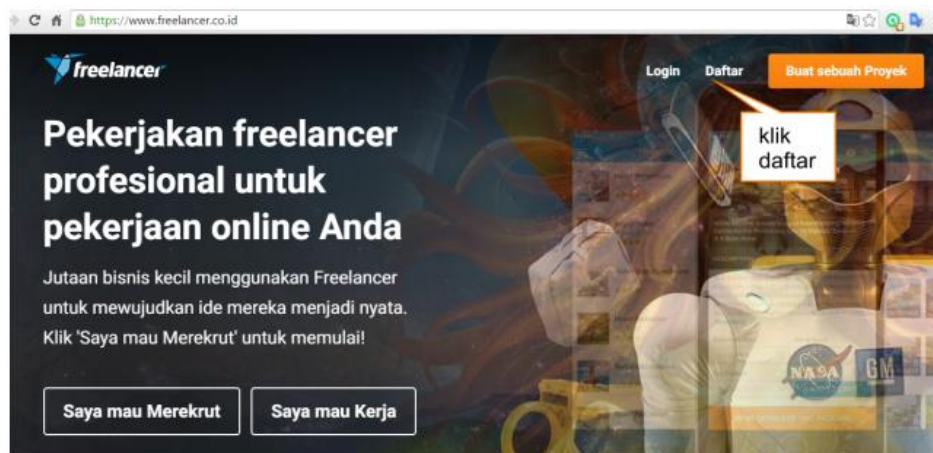 https://www.freelancer.co.id
freelancer
Login Daftar Buat sebuah Proyek
klik
daftar
Pekerjakan freelancer
profesional untuk
pekerjaan online Anda
Jutaan bisnis kecil menggunakan Freelancer
untuk mewujudkan ide mereka menjadi nyata.
Klik 'Saya mau Merekrut' untuk memulai!
NASA GM
Saya mau Merekrut Saya mau Kerja